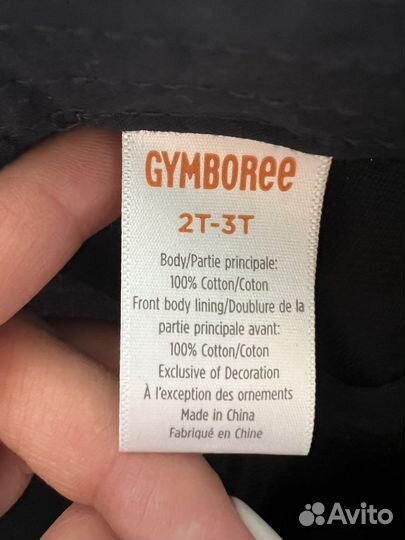 GYMBOREE
2T-3T
Body/Partie principale:
100% Cotton/Coton
Front body lining/Doublure de la
partie principale avant:
100% Cotton/Coton
Exclusive of Decoration
À l'exception des ornements
Made in China
Fabriqué en Chine
Avito